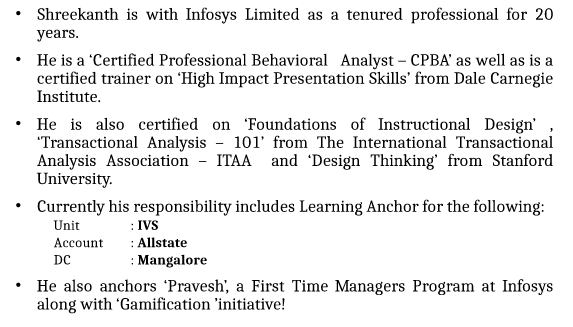 • Shreekanth is with Infosys Limited as a tenured professional for 20
years.
• He is a ‘Certified Professional Behavioral Analyst – CPBA’ as well as is a
certified trainer on ‘High Impact Presentation Skills’ from Dale Carnegie
Institute.
• He is also certified on ‘Foundations of Instructional Design’ ,
‘Transactional Analysis – 101’ from The International Transactional
Analysis Association – ITAA and ‘Design Thinking’ from Stanford
University.
• Currently his responsibility includes Learning Anchor for the following:
Unit : IVS
Account : Allstate
DC : Mangalore
• He also anchors ‘Pravesh’, a First Time Managers Program at Infosys
along with ‘Gamification ’initiative!